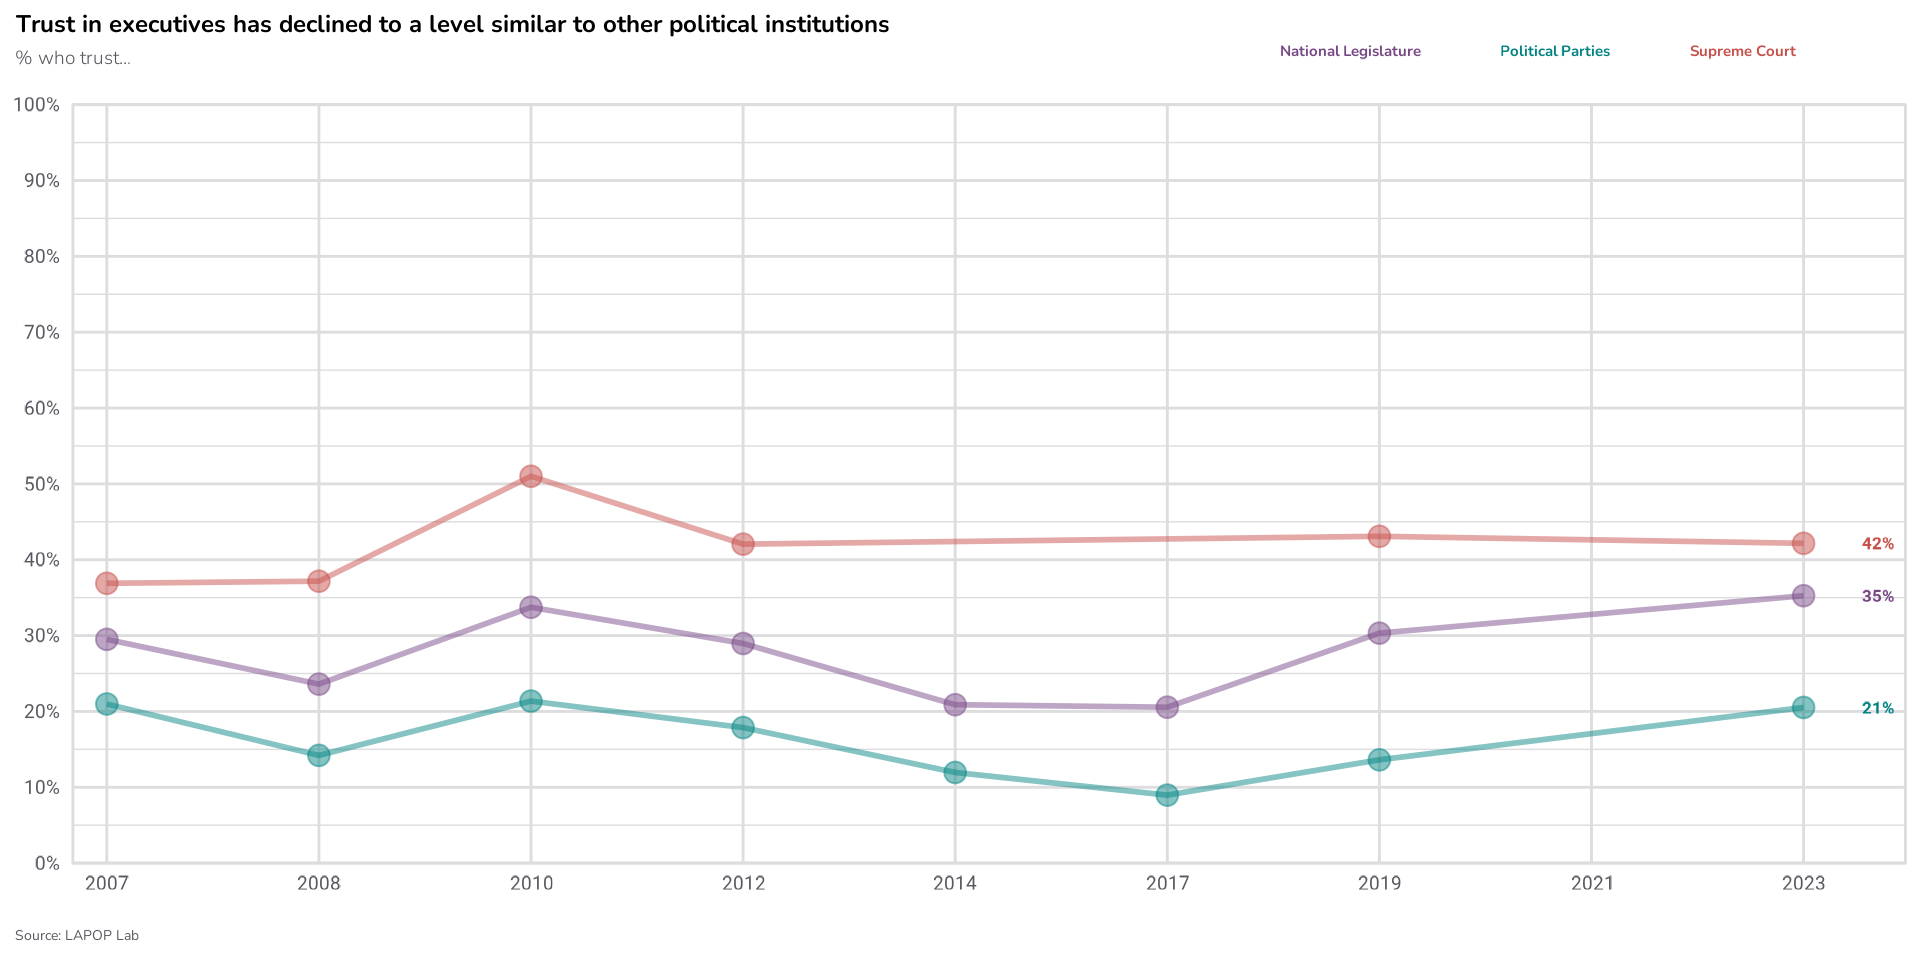 Trust in executives has declined to a level similar to other political institutions
% who trust...
National Legislature Political Parties Supreme Court
100%
90%
80%
70%
60%
50%
40%
30%
20%
10%
0%
42%
35%
21%
2007 2008 2010 2012 2014 2017 2019 2021 2023
Source: LAPOP Lab